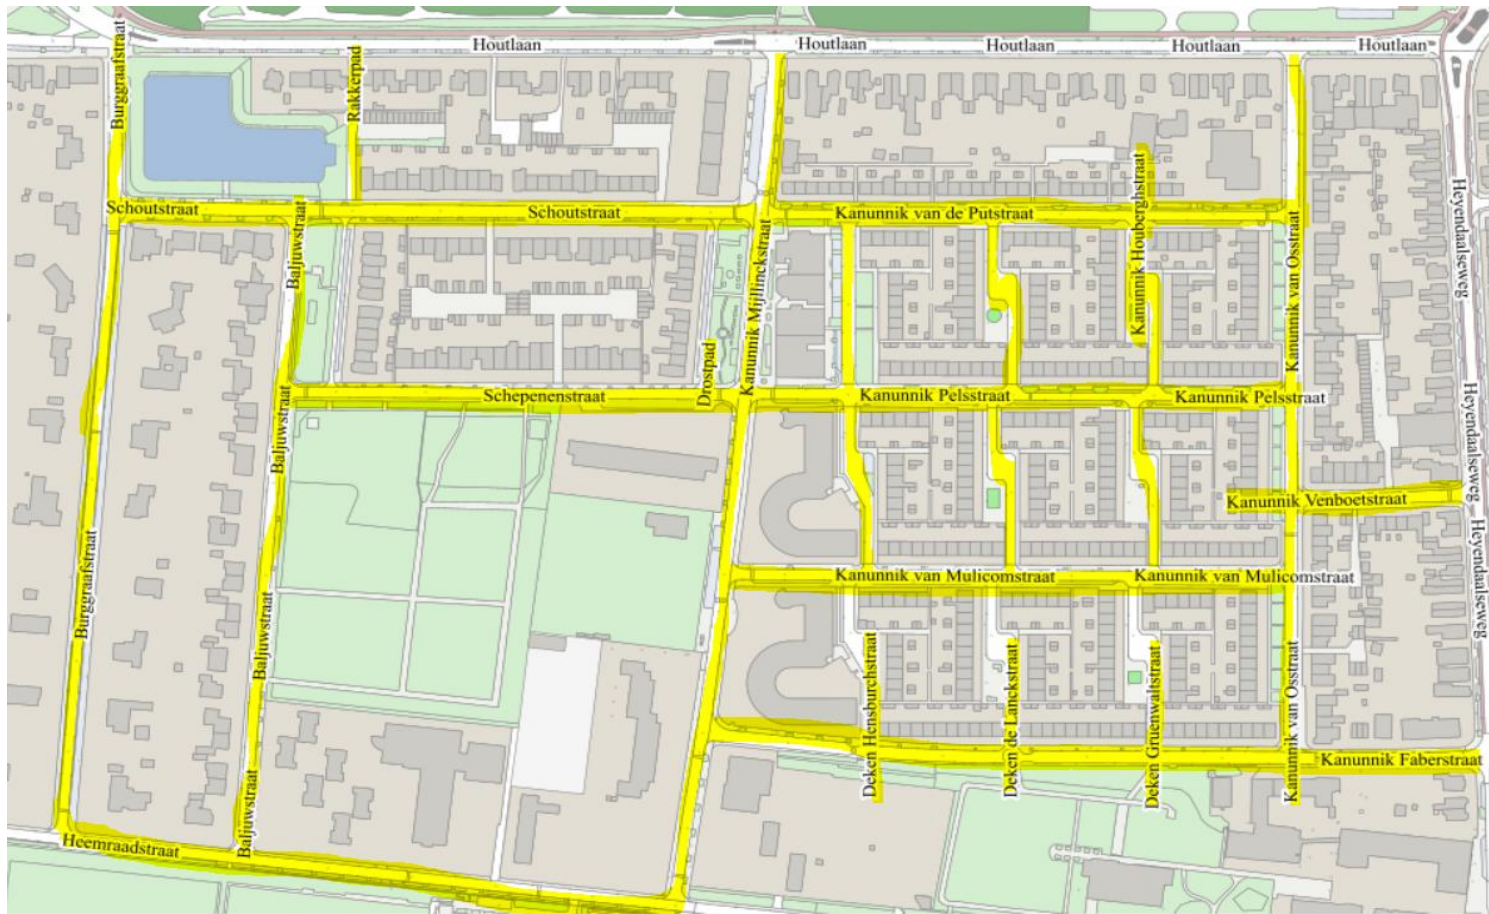 Houtlaan
Houtlaan
Houtlaan
Houtlaan
Houtlaan
Burggraafstraat
Rakkerpad
Schoutstraat
Schoutstraat
Kanunnik van de Putstraat
Kanunnik Houberghstraat
Baljuwstraat
Kanunnik Mijllinckstraat
Kanunnik van Osstraat
Heyendaalseweg
Drostpad
Schepenenstraat
Kanunnik Pelsstraat
Kanunnik Pelsstraat
Baljuwstraat
Heyendaalseweg
Kanunnik Venboetstraat
Burggraafstraat
Kanunnik van Mulicomstraat
Kanunnik van Mulicomstraat
Heyendaalseweg
Baljuwstraat
Deken Hensburchstraat
Deken de Lanckstraat
Deken Gruenwaltstraat
Kanunnik van Osstraat
Kanunnik Faberstraat
Heemraadstraat
Baljuwstraat